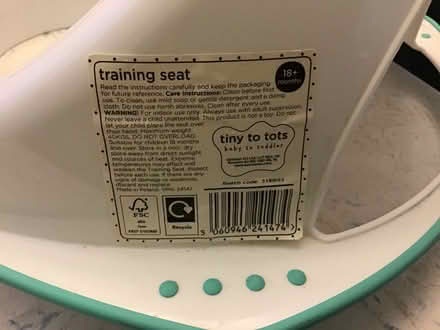 training seat
18+
months
Read the instructions carefully and keep the packaging
for future reference. Care Instructions: Clean before first
use. To clean, use mild soap or gentle detergent and a damp
cloth. Do not use harsh abrasives. Clean after every use.
WARNING! For indoor use only. Always use with adult supervision.
Never leave a child unattended. This product is not a toy. Do not
let your child place the seat over
their head. Maximum weight
DO NOT OVERLOAD.
Suitable for children 18 months
and over. Store in a cool, dry
place away from direct sunlight
and sources of heat. Extreme
temperatures may affect and
weaken the Training Seat. Inspect
before each use. If there are any
signs of damage or weakness,
discard and replace.
Made in Poland.
tiny to tots
baby to toddler
Batch code:
FSC
Recycle
5 060946 241474